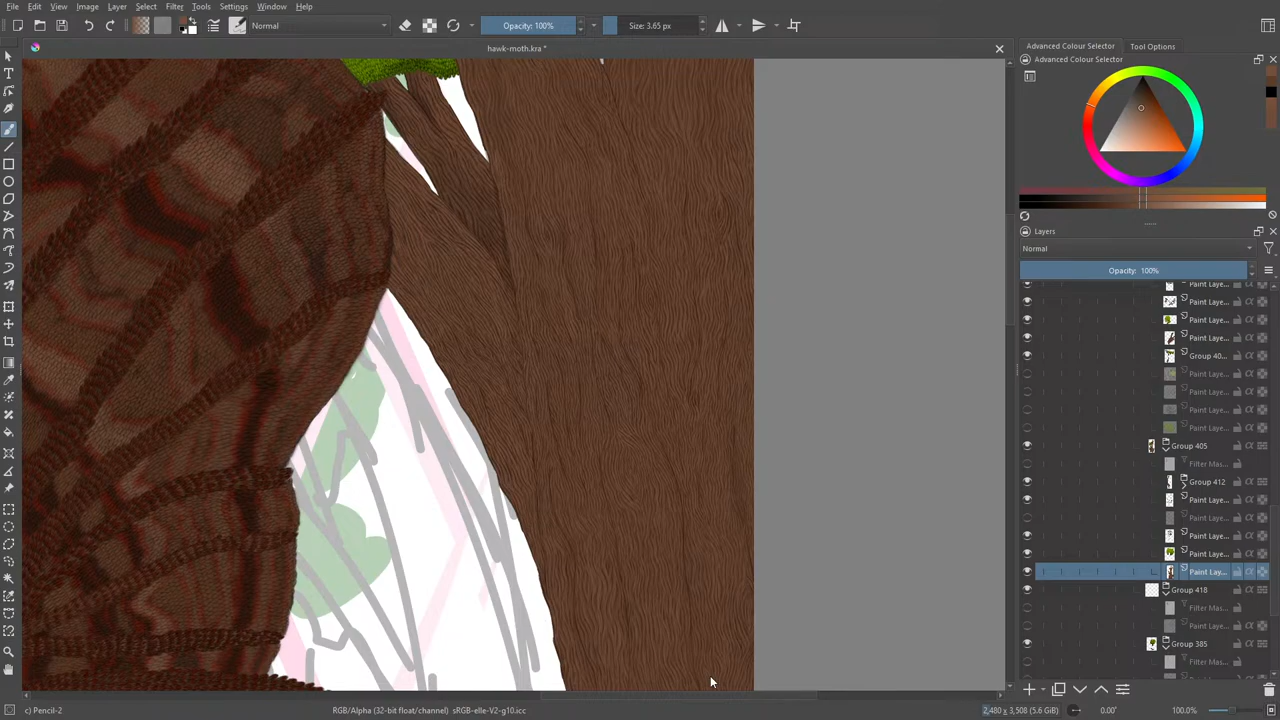 File Edit View Image Layer Select Filter Tools Settings Window Help
Normal Opacity: 100% Size: 3.65 px
hawk-moth.kra *
Advanced Colour Selector Tool Options
Advanced Colour Selector
Layers
Normal
Opacity: 100%
Paint Laye...
Paint Laye...
Paint Laye...
Paint Laye...
Group 40...
Paint Laye...
Paint Laye...
Paint Laye...
Paint Laye...
Group 405
Filter Mas...
Group 412
Paint Laye...
Paint Laye...
Paint Laye...
Paint Laye...
Paint Lay...
Group 418
Filter Mas...
Paint Laye...
Group 385
Filter Mas...
c) Pencil-2 RGB/Alpha (32-bit float/channel) sRGB-elle-V2-g10.icc 2,480 x 3,508 (5.6 GiB) 0.00° 100.0%